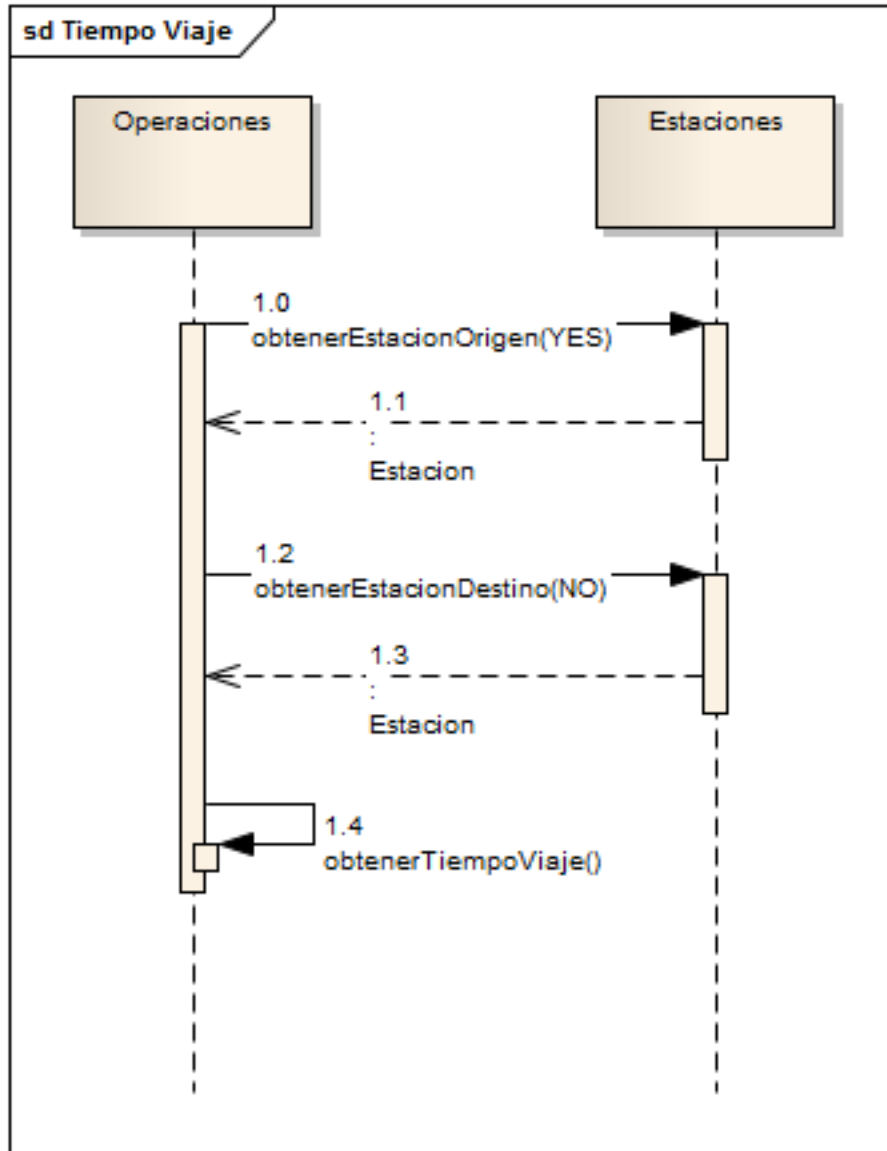 sd Tiempo Viaje
Operaciones
Estaciones
1.0
obtenerEstacionOrigen(YES)
1.1
:
Estacion
1.2
obtenerEstacionDestino(NO)
1.3
:
Estacion
1.4
obtenerTiempoViaje()